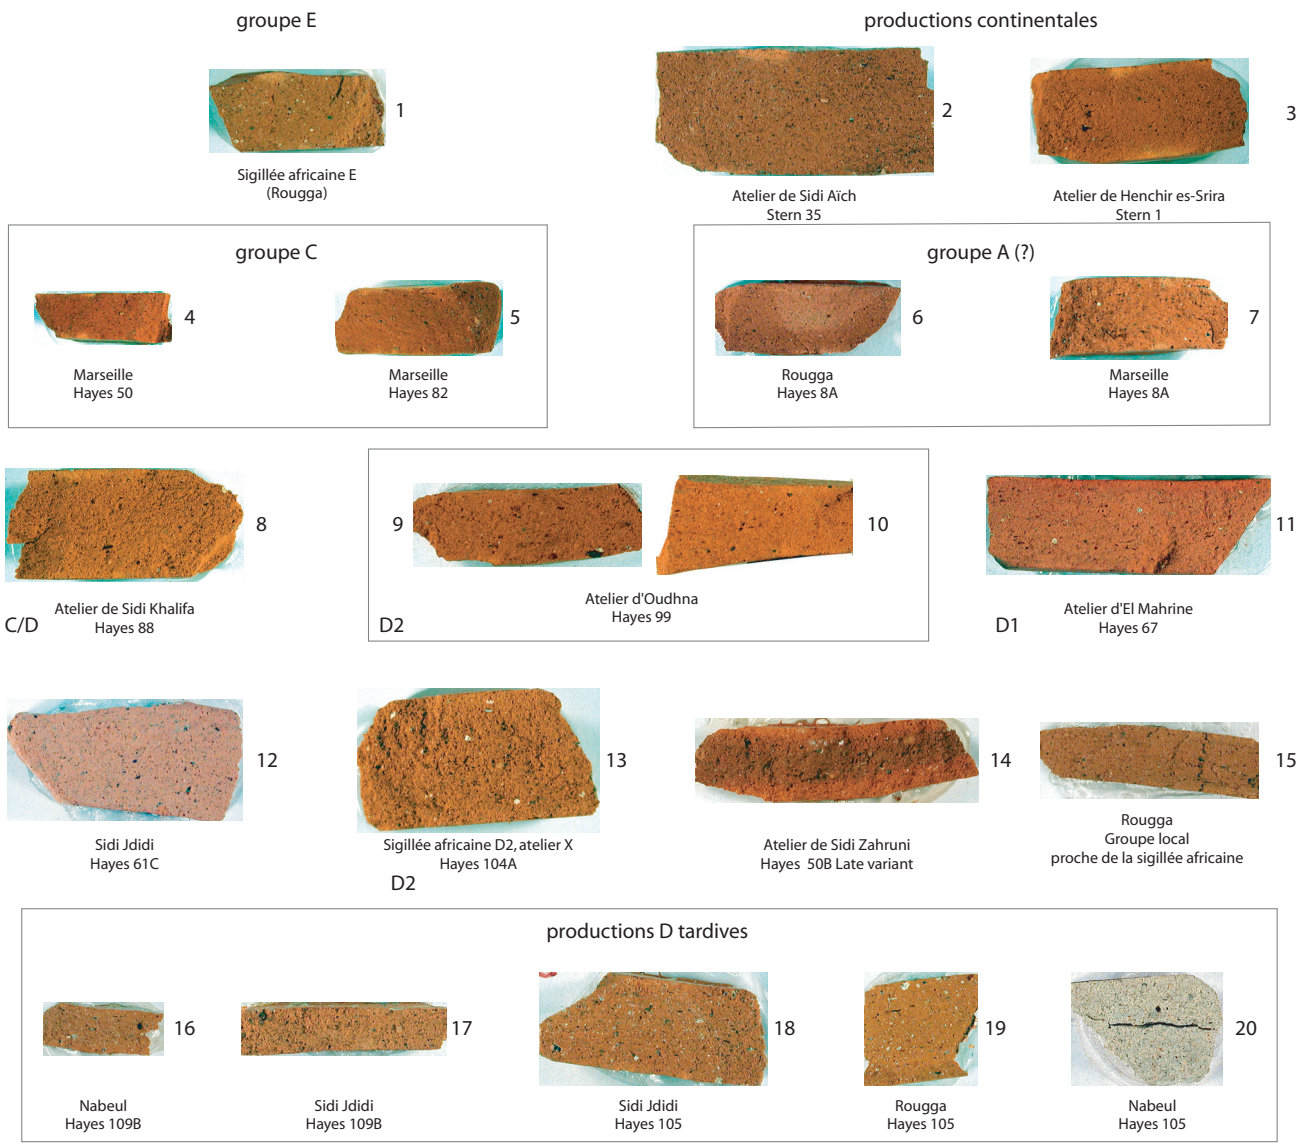 groupe E
productions continentales
1
2
3
Sigillée africaine E
(Rougga)
Atelier de Sidi Aïch
Stern 35
Atelier de Henchir es-Srira
Stern 1
groupe C
groupe A (?)
4
5
6
7
Marseille
Hayes 50
Marseille
Hayes 82
Rougga
Hayes 8A
Marseille
Hayes 8A
8
9
10
11
Atelier de Sidi Khalifa
Hayes 88
C/D
Atelier d'Oudhna
Hayes 99
D2
Atelier d'El Mahrine
Hayes 67
D1
12
13
14
15
Sidi Jdidi
Hayes 61C
Sigillée africaine D2, atelier X
Hayes 104A
D2
Atelier de Sidi Zahruni
Hayes 50B Late variant
Rougga
Groupe local
proche de la sigillée africaine
productions D tardives
16
17
18
19
20
Nabeul
Hayes 109B
Sidi Jdidi
Hayes 109B
Sidi Jdidi
Hayes 105
Rougga
Hayes 105
Nabeul
Hayes 105